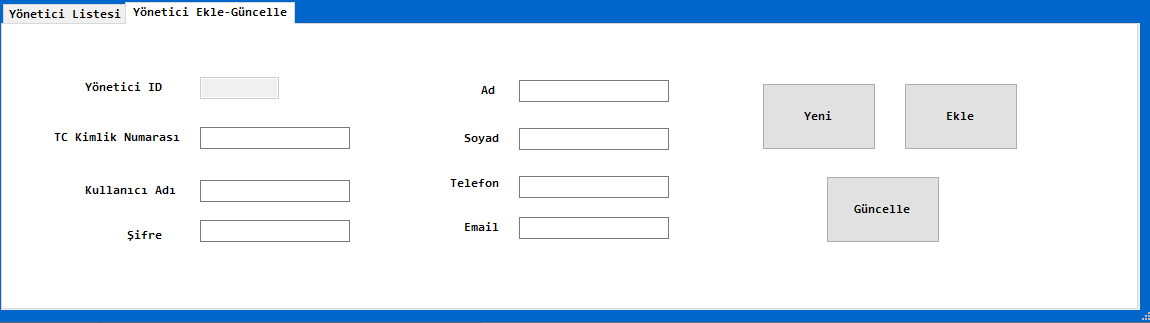 Yönetici Listesi
Yönetici Ekle-Güncelle
Yönetici ID
TC Kimlik Numarası
Kullanıcı Adı
Şifre
Ad
Soyad
Telefon
Email
Yeni
Ekle
Güncelle